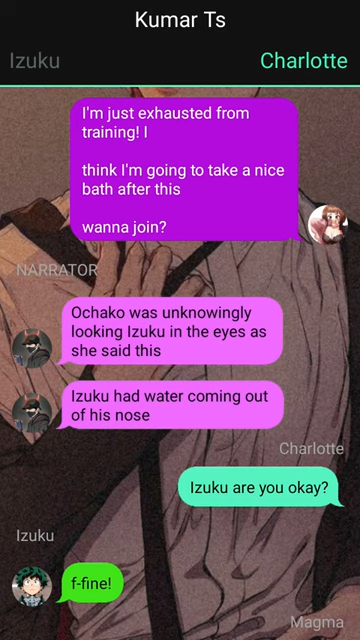 Kumar Ts
Izuku
Charlotte
I'm just exhausted from
training! I
think I'm going to take a nice
bath after this
wanna join?
NARRATOR
Ochako was unknowingly
looking Izuku in the eyes as
she said this
Izuku had water coming out
of his nose
Charlotte
Izuku are you okay?
Izuku
f-fine!
Magma